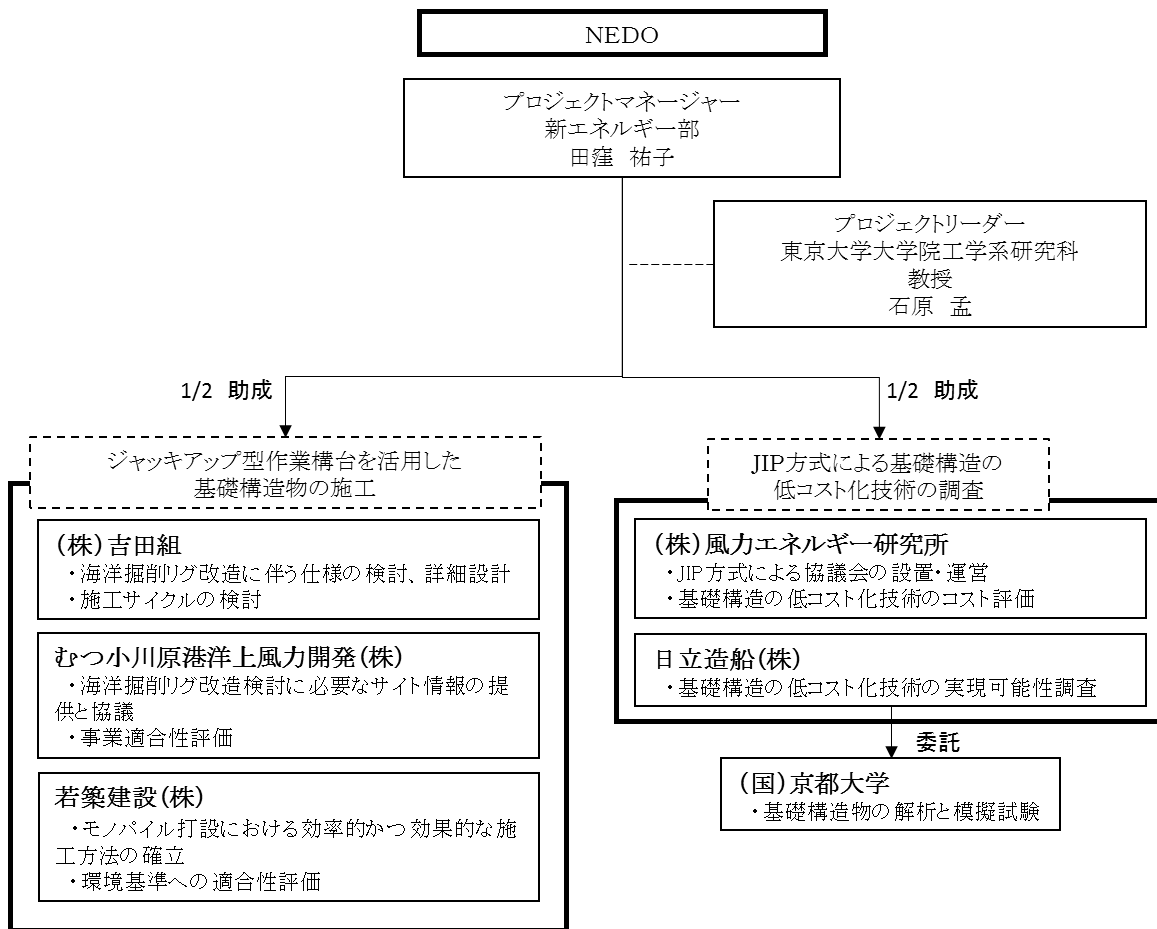 NEDO
プロジェクトマネージャー
新エネルギー部
田窪　祐子
プロジェクトリーダー
東京大学大学院工学系研究科
教授
石原　孟
1/2　助成
1/2　助成
ジャッキアップ型作業構台を活用した
基礎構造物の施工
(株)吉田組
・海洋掘削リグ改造に伴う仕様の検討、詳細設計
・施工サイクルの検討
むつ小川原港洋上風力開発(株)
・海洋掘削リグ改造検討に必要なサイト情報の提
供と協議
・事業適合性評価
若築建設(株)
・モノパイル打設における効率的かつ効果的な施
工方法の確立
・環境基準への適合性評価
JIP方式による基礎構造の
低コスト化技術の調査
(株)風力エネルギー研究所
・JIP方式による協議会の設置・運営
・基礎構造の低コスト化技術のコスト評価
日立造船(株)
・基礎構造の低コスト化技術の実現可能性調査
委託
(国)京都大学
・基礎構造物の解析と模擬試験